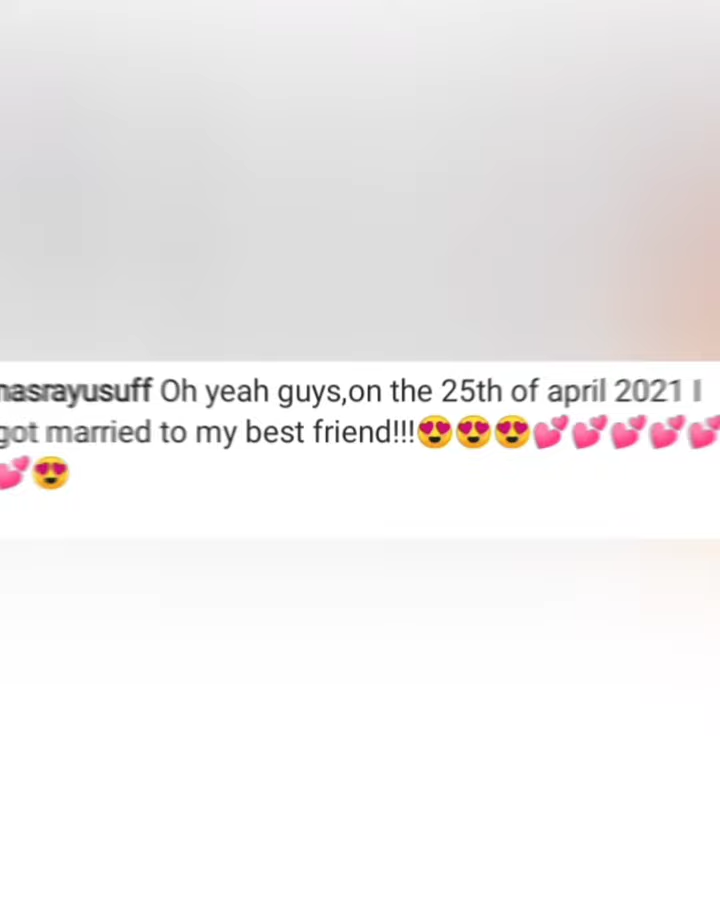 nasrayusuff Oh yeah guys,on the 25th of april 2021 I
got married to my best friend!!!😍😍😍💕💕💕💕💕
💕😍